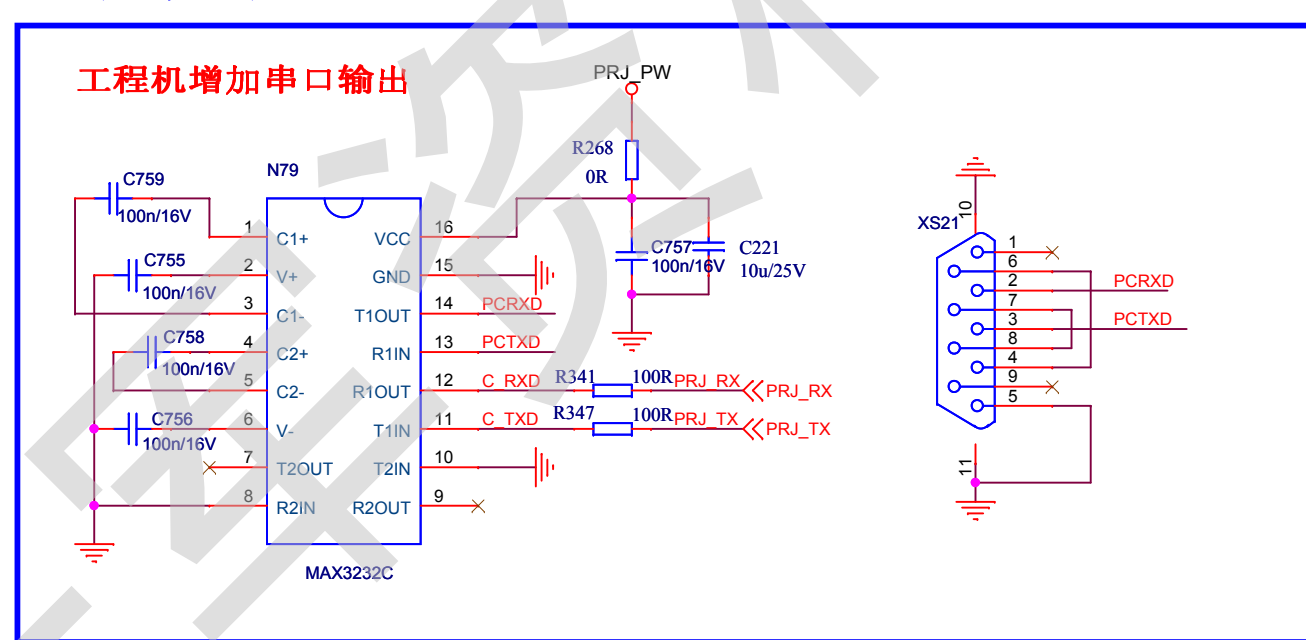 工程机增加串口输出
PRJ_PW
R268
0R
N79
C759
100n/16V
C755
100n/16V
C758
100n/16V
C756
100n/16V
1 C1+ VCC 16
2 V+ GND 15
3 C1- T1OUT 14 PCRXD
4 C2+ R1IN 13 PCTXD
5 C2- R1OUT 12 C_RXD R341 100R PRJ_RX PRJ_RX
6 V- T1IN 11 C_TXD R347 100R PRJ_TX PRJ_TX
7 T2OUT T2IN 10
8 R2IN R2OUT 9
MAX3232C
C757
100n/16V
C221
10u/25V
XS21
10
1
6
2 PCRXD
7
3 PCTXD
8
4
9
5
11